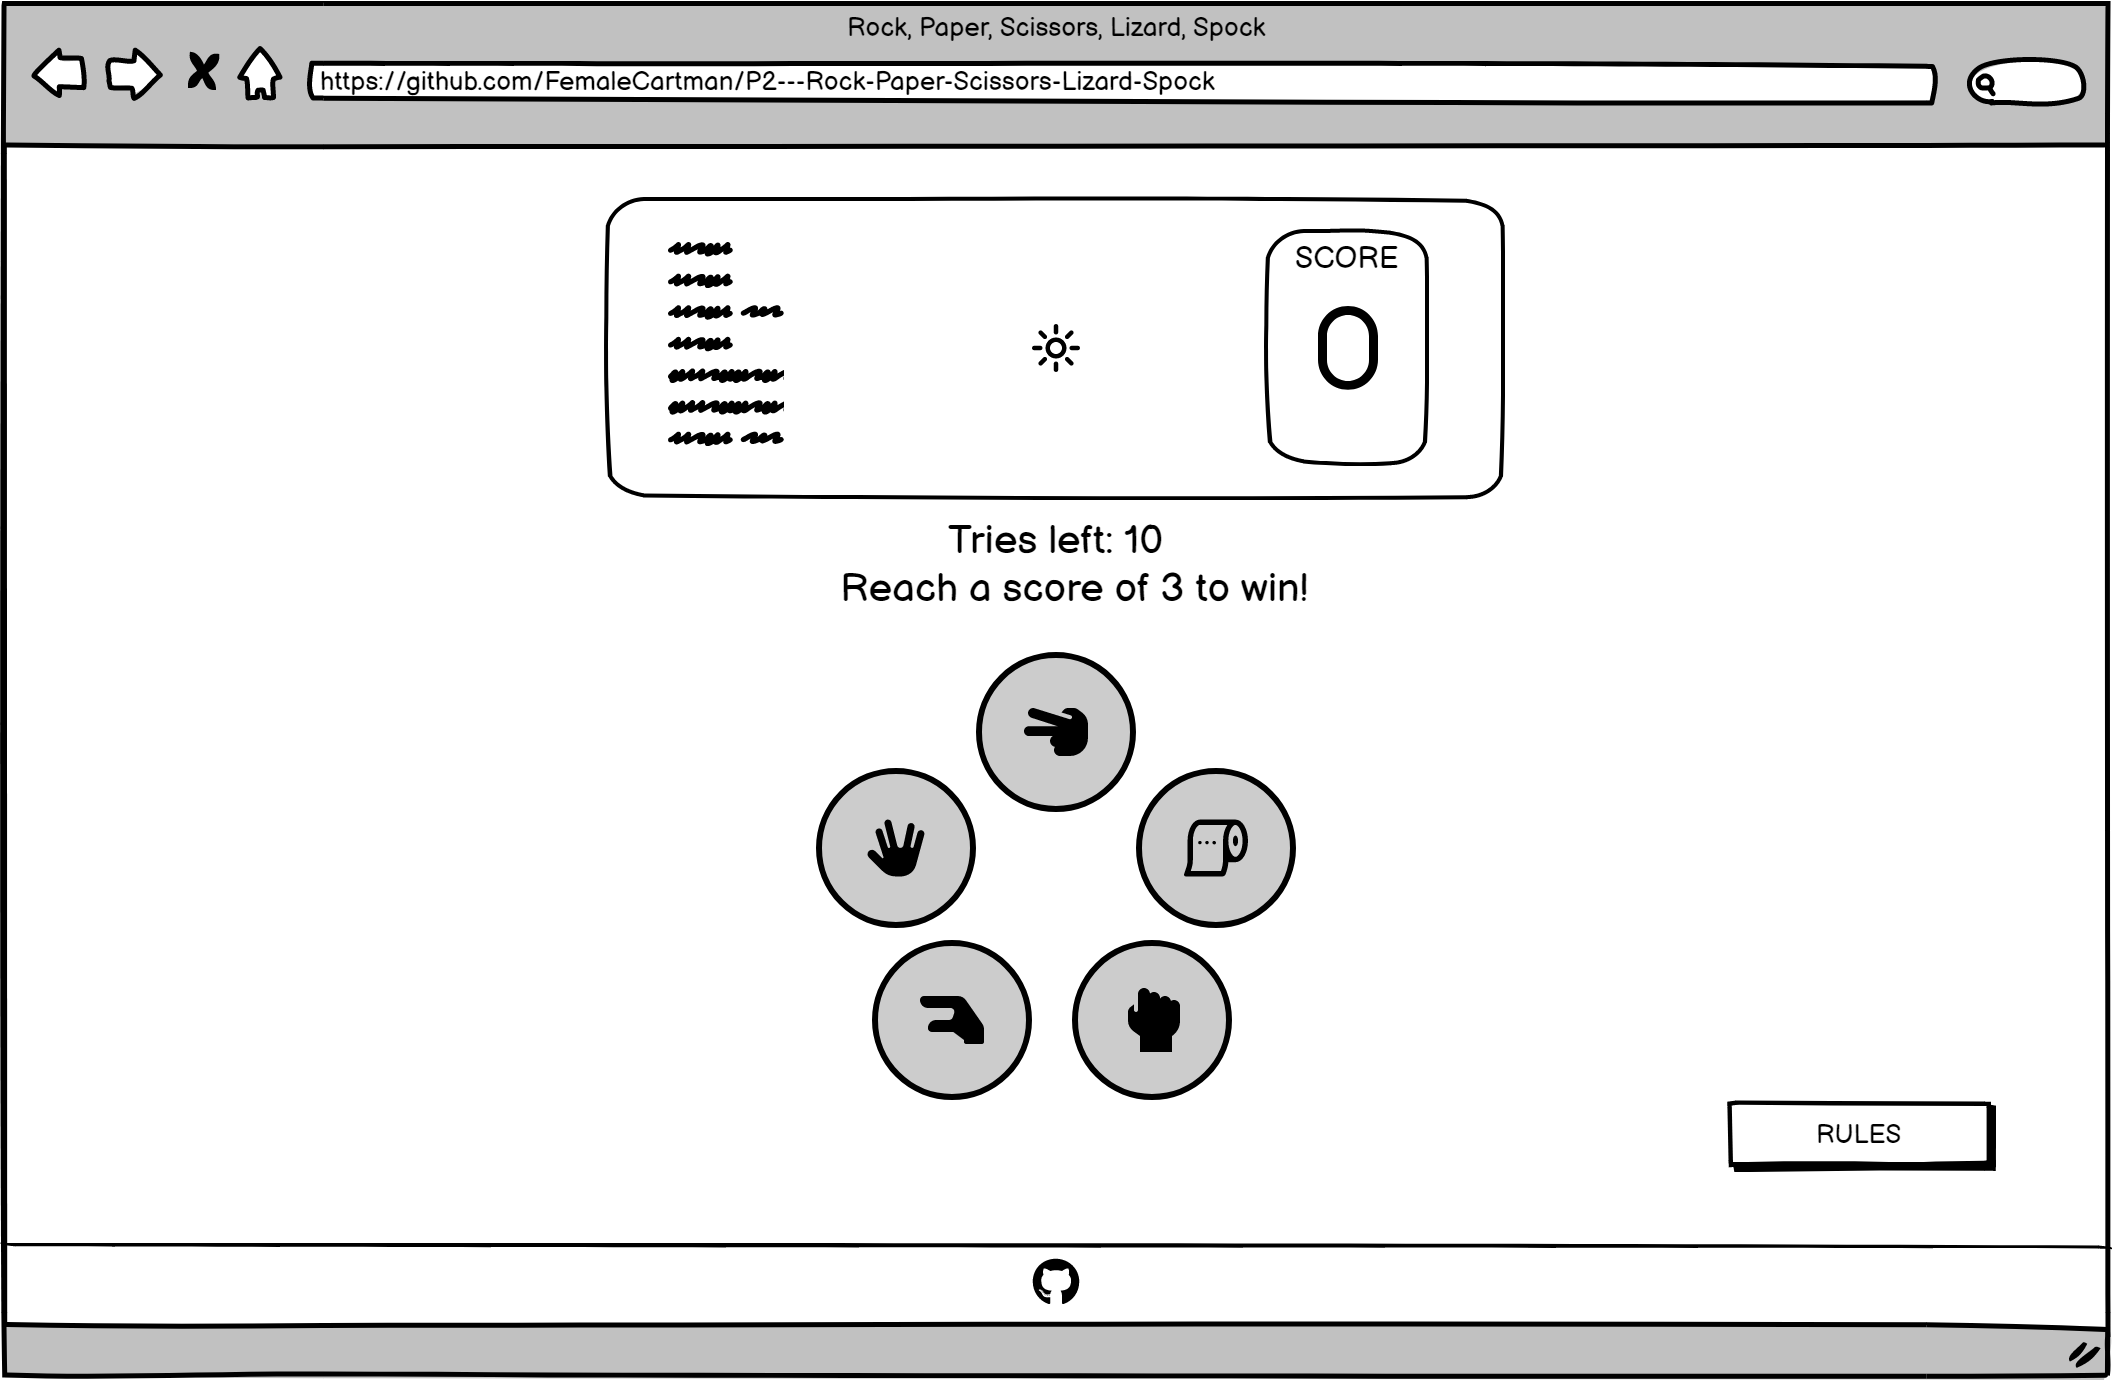 Rock, Paper, Scissors, Lizard, Spock
https://github.com/FemaleCartman/P2---Rock-Paper-Scissors-Lizard-Spock
SCORE
0
Tries left: 10
Reach a score of 3 to win!
RULES